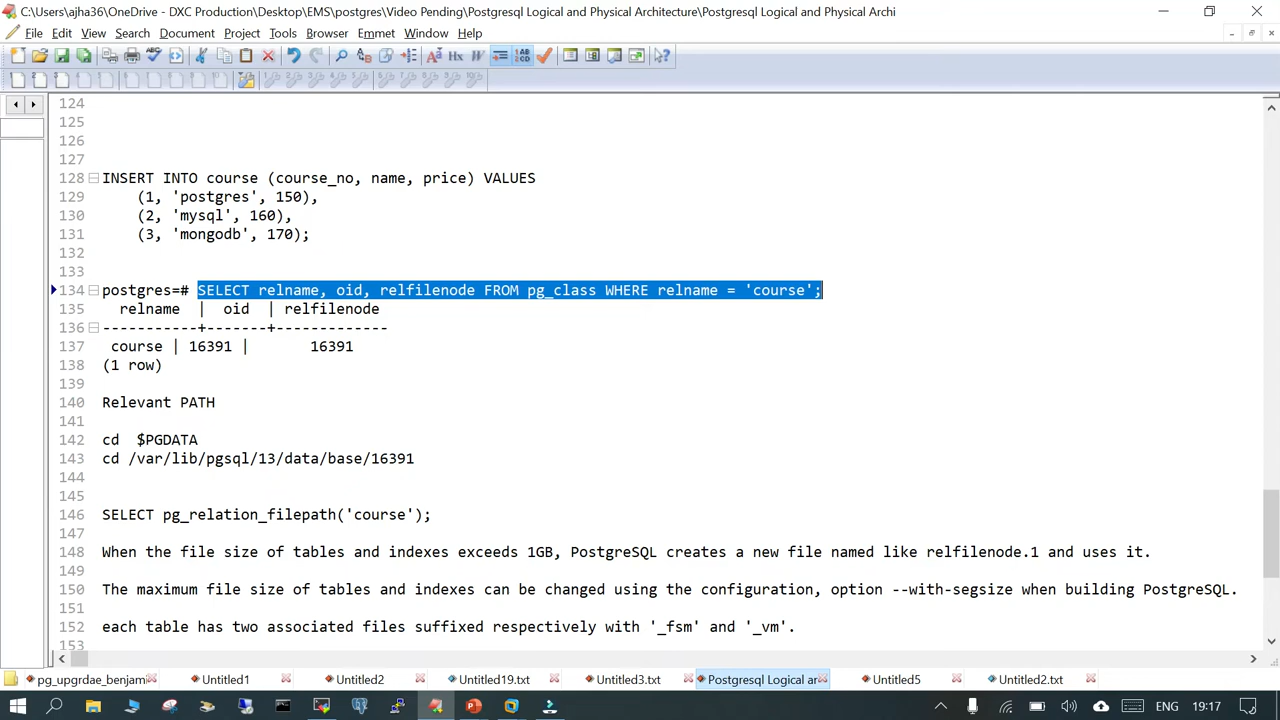 C:\Users\ajha36\OneDrive - DXC Production\Desktop\EMS\postgres\Video Pending\Postgresql Logical and Physical Architecture\Postgresql Logical and Physical Archi
File Edit View Search Document Project Tools Browser Emmet Window Help
124
125
126
127
128 INSERT INTO course (course_no, name, price) VALUES
129 (1, 'postgres', 150),
130 (2, 'mysql', 160),
131 (3, 'mongodb', 170);
132
133
134 postgres=# SELECT relname, oid, relfilenode FROM pg_class WHERE relname = 'course';
135 relname | oid | relfilenode
136 -----------+-------+-------------
137 course | 16391 | 16391
138 (1 row)
139
140 Relevant PATH
141
142 cd $PGDATA
143 cd /var/lib/pgsql/13/data/base/16391
144
145
146 SELECT pg_relation_filepath('course');
147
148 When the file size of tables and indexes exceeds 1GB, PostgreSQL creates a new file named like relfilenode.1 and uses it.
149
150 The maximum file size of tables and indexes can be changed using the configuration, option --with-segsize when building PostgreSQL.
151
152 each table has two associated files suffixed respectively with '_fsm' and '_vm'.
153
pg_upgrdae_benjami Untitled1 Untitled2 Untitled19.txt Untitled3.txt Postgresql Logical ar Untitled5 Untitled2.txt
ENG 19:17